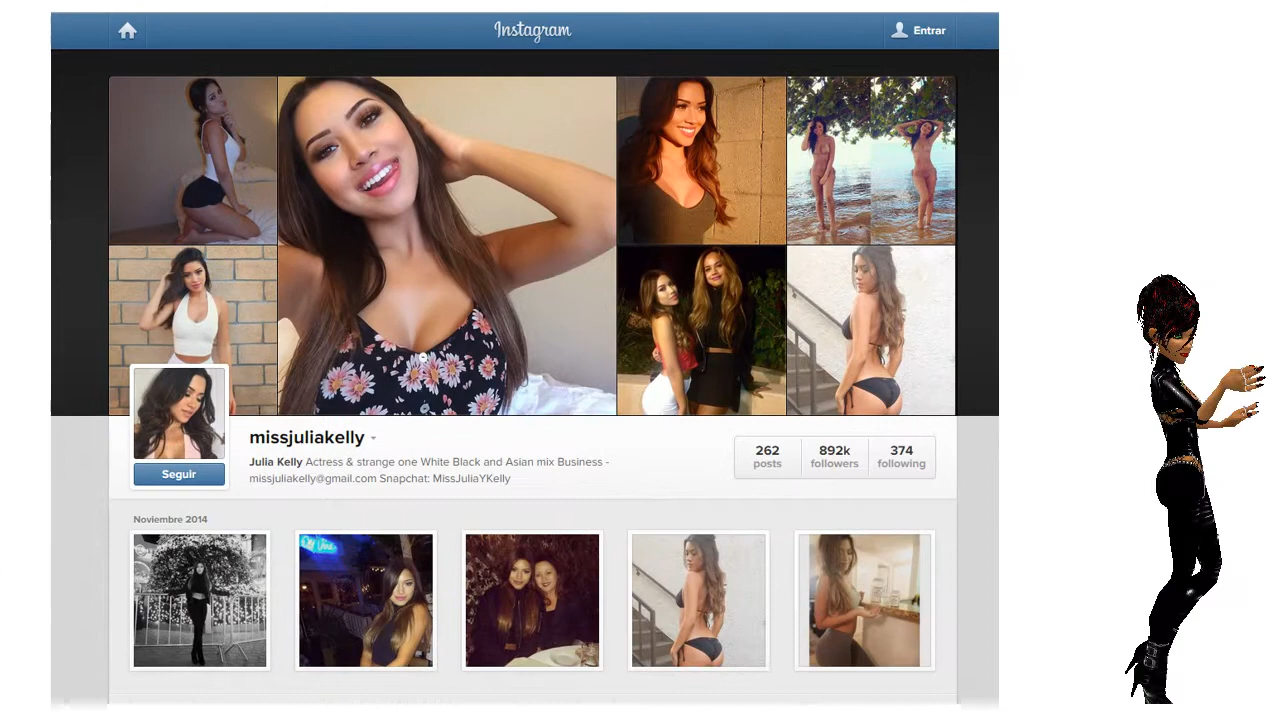 Instagram
Entrar
missjuliakelly
Julia Kelly Actress & strange one White Black and Asian mix Business -
missjuliakelly@gmail.com Snapchat: MissJuliaYKelly
Seguir
262 892k 374
posts followers following
Noviembre 2014